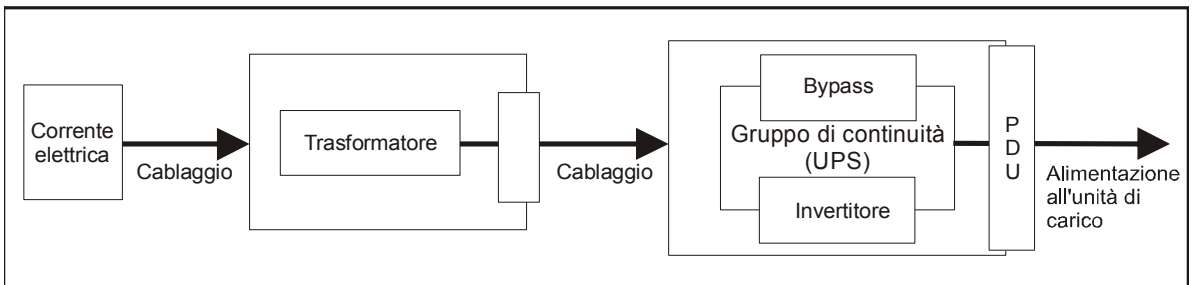 Corrente
elettrica
Cablaggio
Trasformatore
Cablaggio
Bypass
Gruppo di continuità
(UPS)
Invertitore
P
D
U
Alimentazione
all'unità di
carico